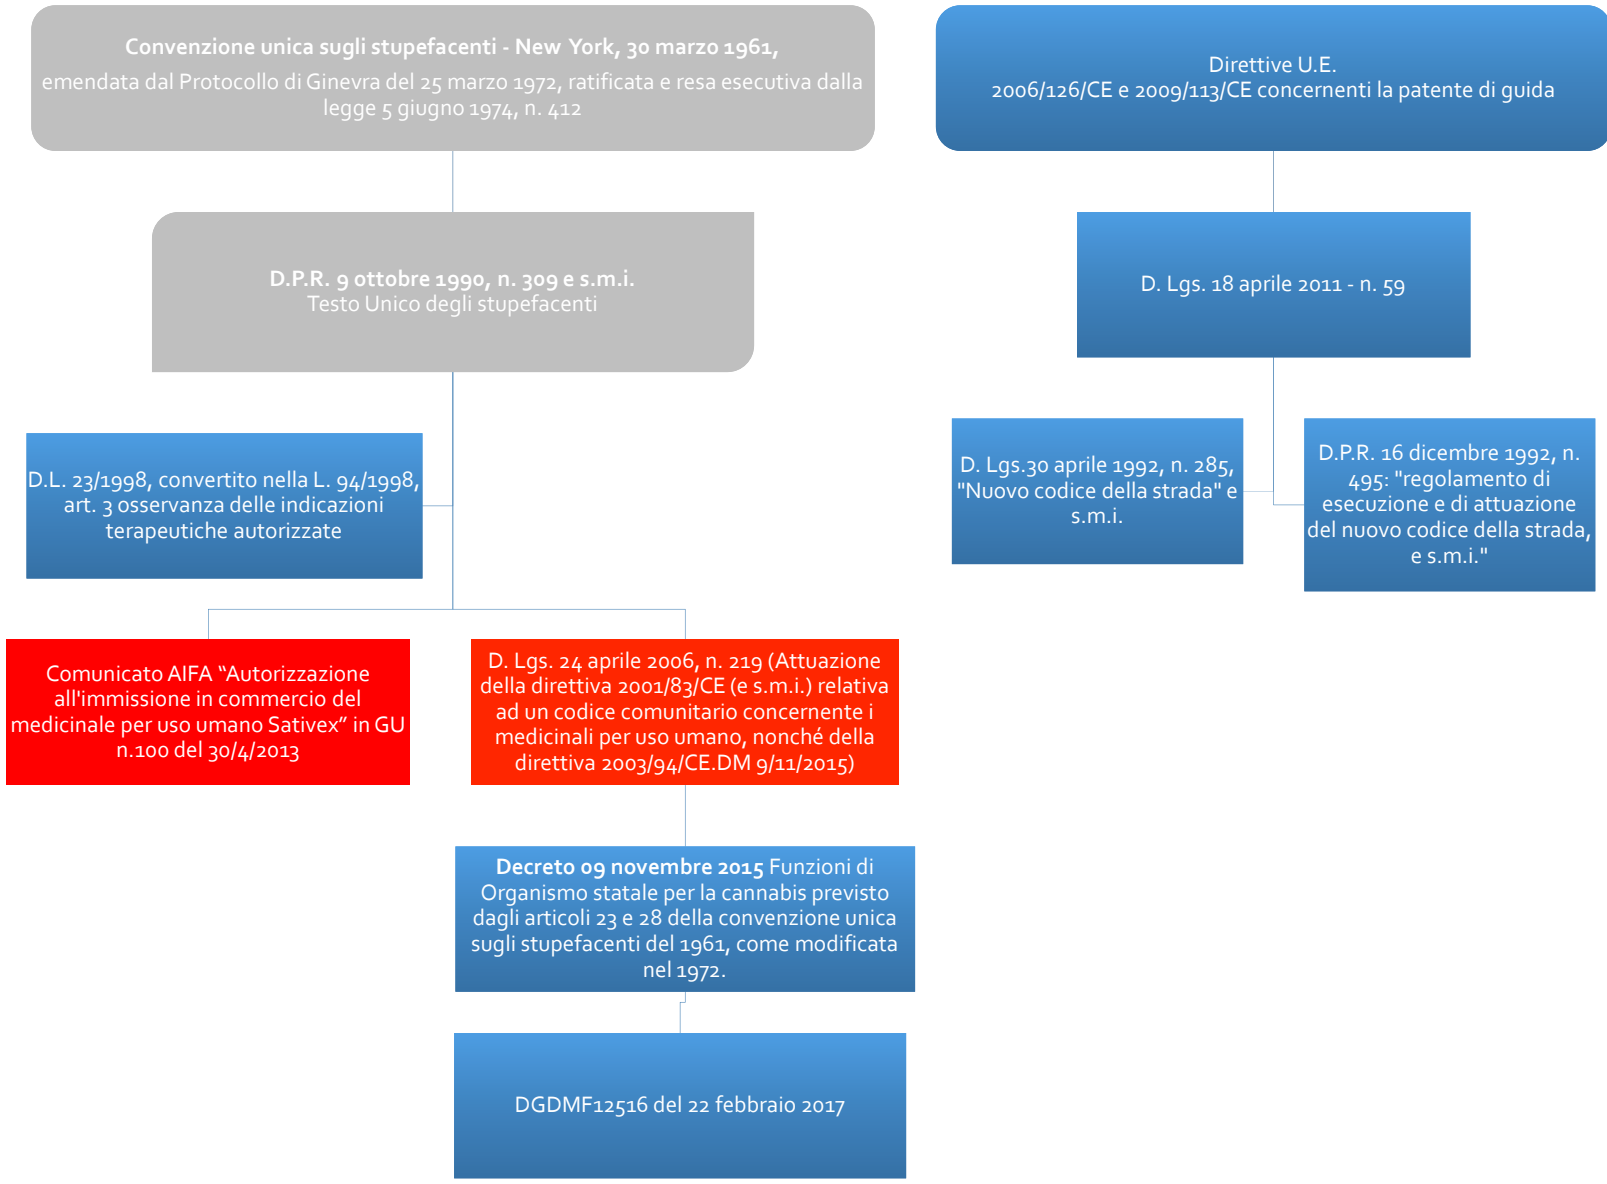 Convenzione unica sugli stupefacenti - New York, 30 marzo 1961,
emendata dal Protocollo di Ginevra del 25 marzo 1972, ratificata e resa esecutiva dalla
legge 5 giugno 1974, n. 412
Direttive U.E.
2006/126/CE e 2009/113/CE concernenti la patente di guida
D.P.R. 9 ottobre 1990, n. 309 e s.m.i.
Testo Unico degli stupefacenti
D. Lgs. 18 aprile 2011 - n. 59
D.L. 23/1998, convertito nella L. 94/1998,
art. 3 osservanza delle indicazioni
terapeutiche autorizzate
D. Lgs.30 aprile 1992, n. 285,
"Nuovo codice della strada" e
s.m.i.
D.P.R. 16 dicembre 1992, n.
495: "regolamento di
esecuzione e di attuazione
del nuovo codice della strada,
e s.m.i."
Comunicato AIFA “Autorizzazione
all'immissione in commercio del
medicinale per uso umano Sativex” in GU
n.100 del 30/4/2013
D. Lgs. 24 aprile 2006, n. 219 (Attuazione
della direttiva 2001/83/CE (e s.m.i.) relativa
ad un codice comunitario concernente i
medicinali per uso umano, nonché della
direttiva 2003/94/CE.DM 9/11/2015)
Decreto 09 novembre 2015 Funzioni di
Organismo statale per la cannabis previsto
dagli articoli 23 e 28 della convenzione unica
sugli stupefacenti del 1961, come modificata
nel 1972.
DGDMF12516 del 22 febbraio 2017